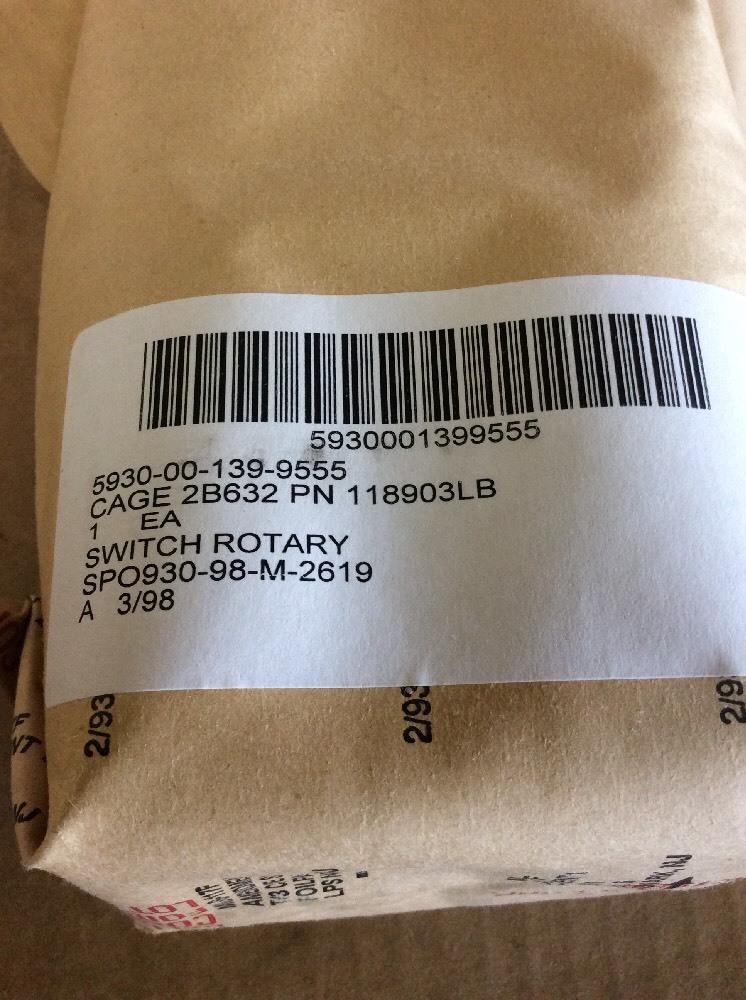 5930001399555
5930-00-139-9555
CAGE 2B632 PN 118903LB
1 EA
SWITCH ROTARY
SPO930-98-M-2619
A 3/98
2/93 2/93 2/9